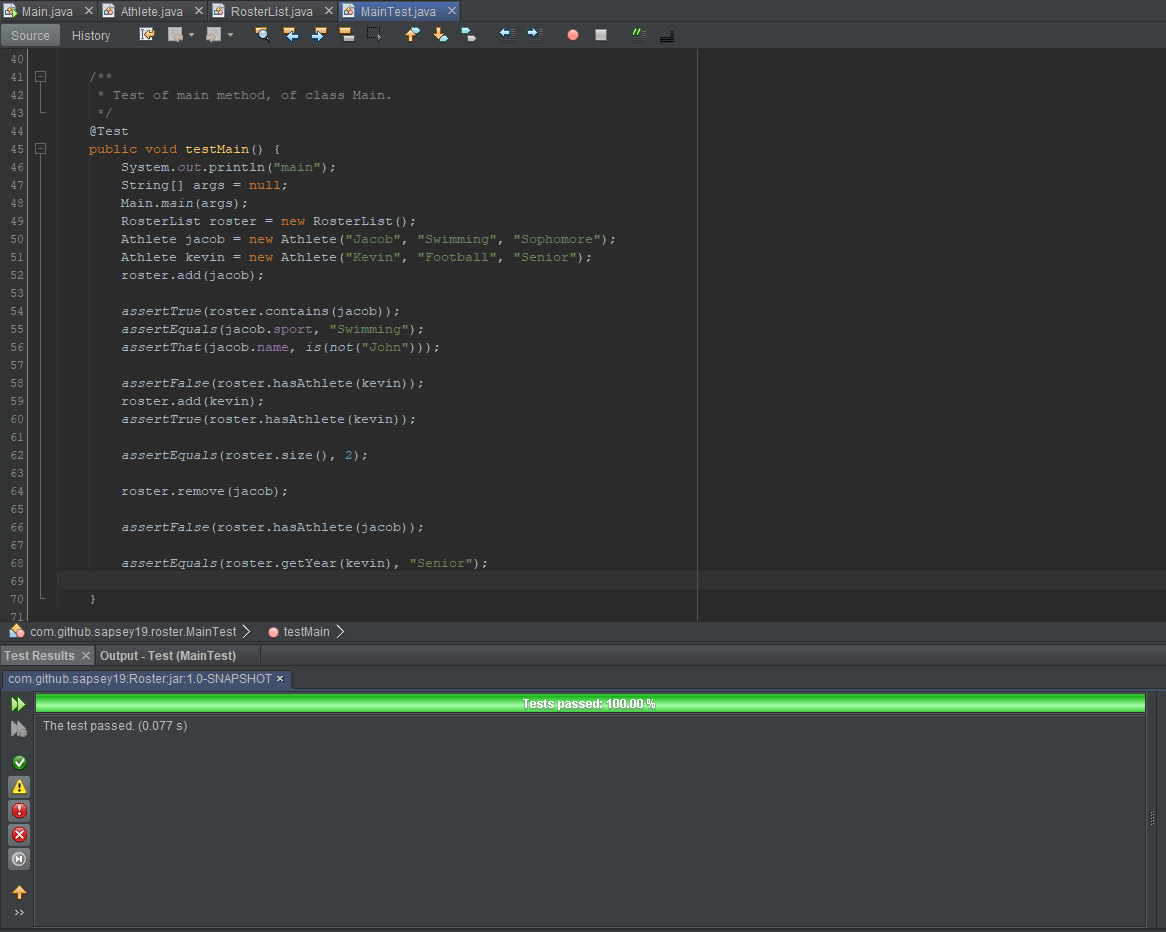 Main.java Athlete.java RosterList.java MainTest.java
Source History
40
41 /**
42 * Test of main method, of class Main.
43 */
44 @Test
45 public void testMain() {
46 System.out.println("main");
47 String[] args = null;
48 Main.main(args);
49 RosterList roster = new RosterList();
50 Athlete jacob = new Athlete("Jacob", "Swimming", "Sophomore");
51 Athlete kevin = new Athlete("Kevin", "Football", "Senior");
52 roster.add(jacob);
53
54 assertTrue(roster.contains(jacob));
55 assertEquals(jacob.sport, "Swimming");
56 assertThat(jacob.name, is(not("John")));
57
58 assertFalse(roster.hasAthlete(kevin));
59 roster.add(kevin);
60 assertTrue(roster.hasAthlete(kevin));
61
62 assertEquals(roster.size(), 2);
63
64 roster.remove(jacob);
65
66 assertFalse(roster.hasAthlete(jacob));
67
68 assertEquals(roster.getYear(kevin), "Senior");
69
70 }
71
com.github.sapsey19.roster.MainTest testMain
Test Results Output - Test (MainTest)
com.github.sapsey19:Roster:jar:1.0-SNAPSHOT
Tests passed: 100.00 %
The test passed. (0.077 s)